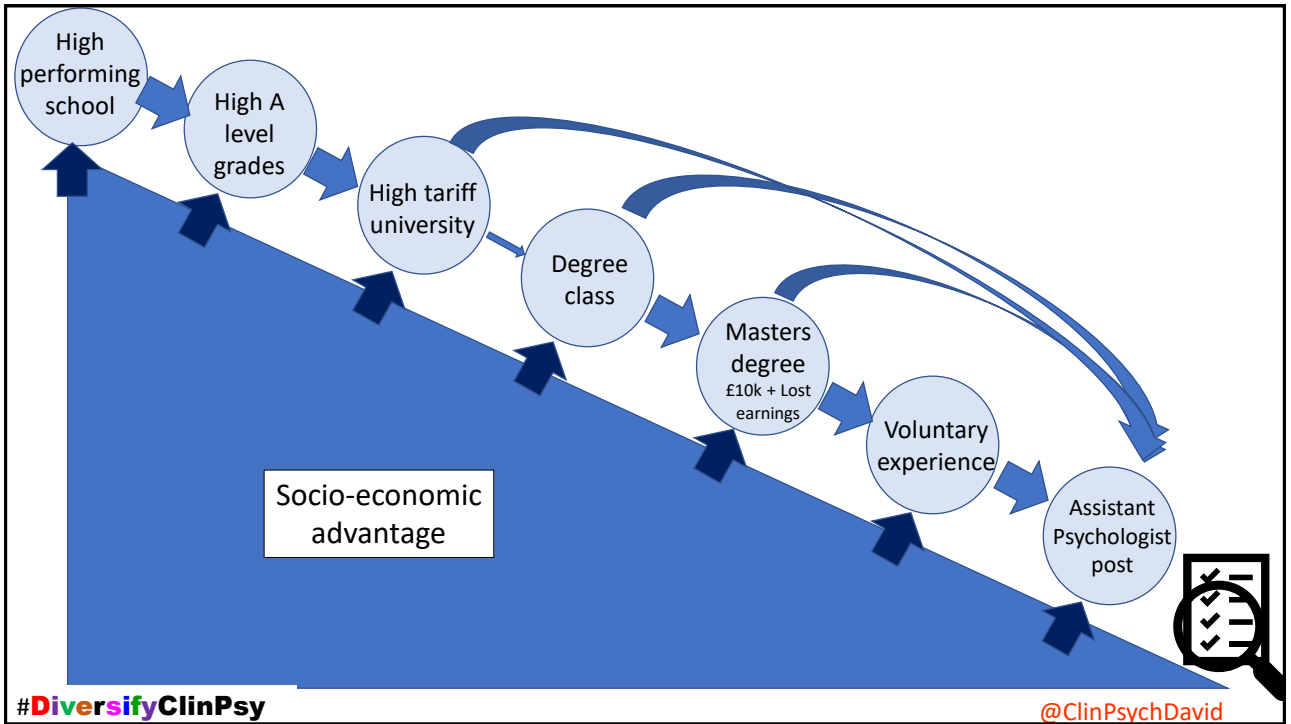 High
performing
school
High A
level
grades
High tariff
university
Degree
class
Masters
degree
£10k + Lost
earnings
Voluntary
experience
Assistant
Psychologist
post
Socio-economic
advantage
#DiversifyClinPsy
@ClinPsychDavid